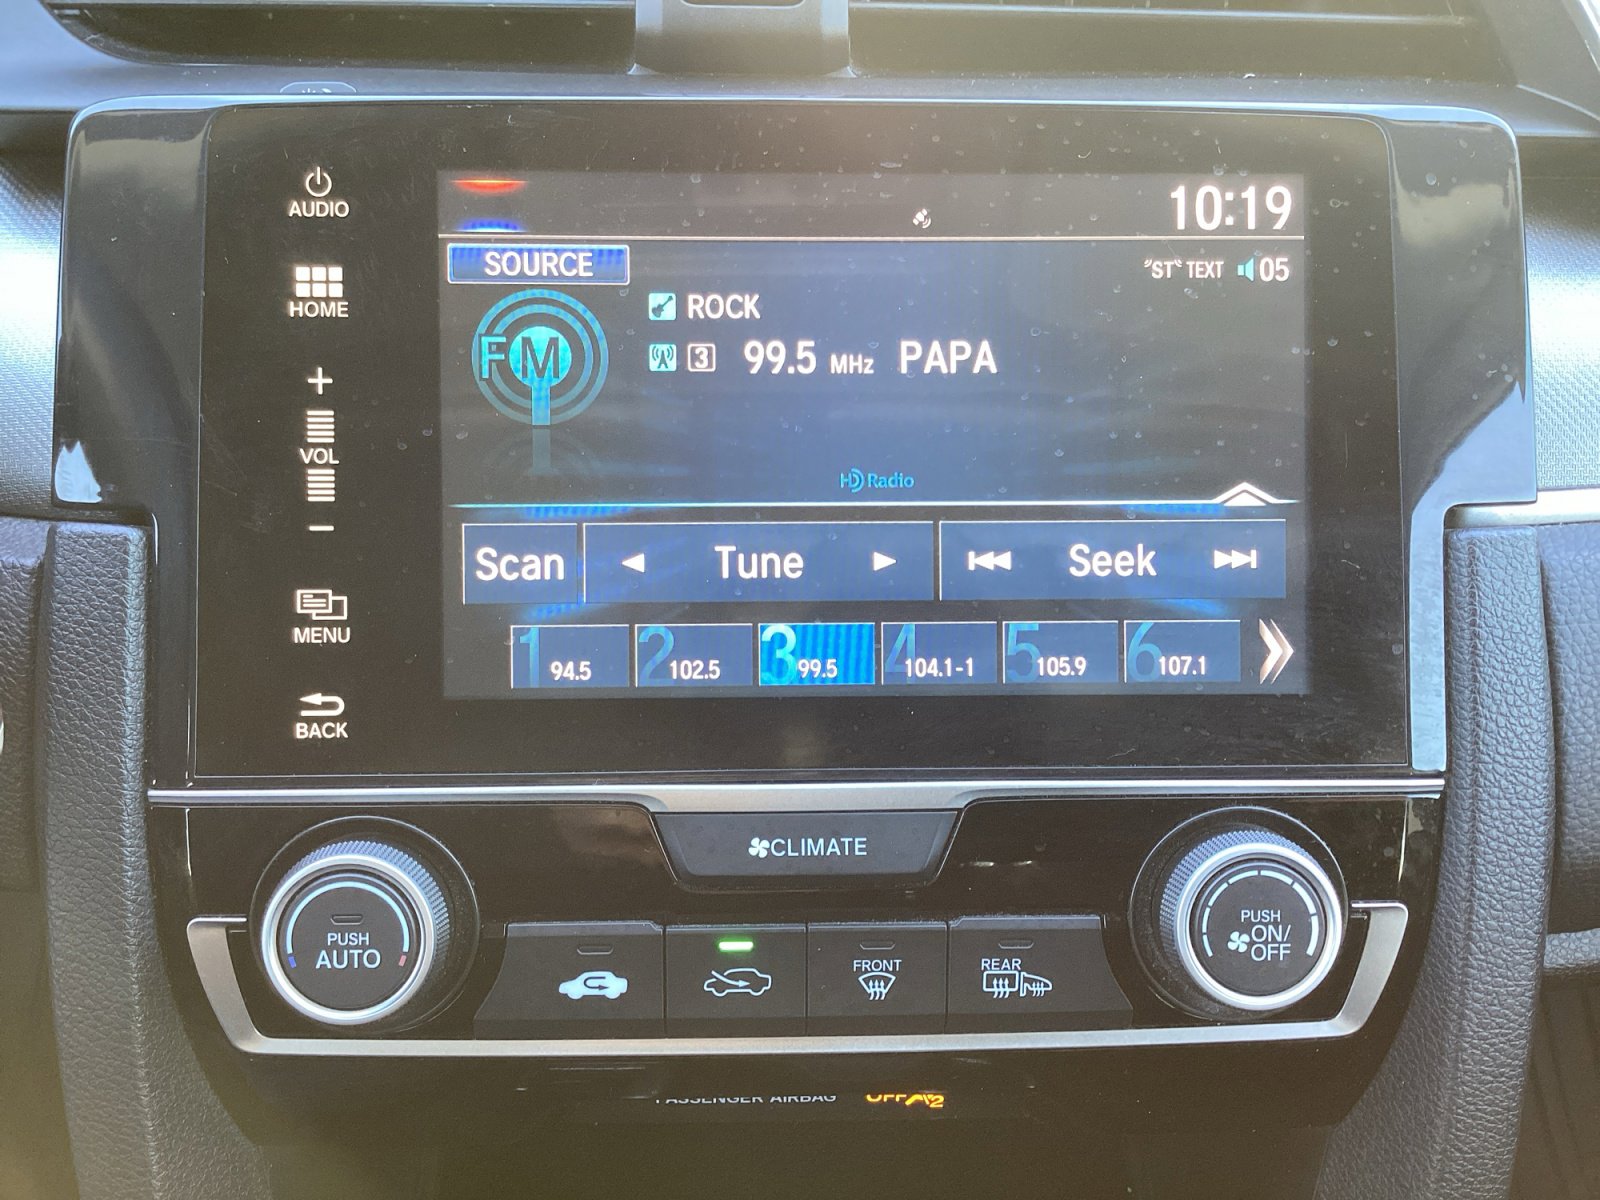 AUDIO
10:19
SOURCE
"ST" TEXT 05
HOME
ROCK
FM
3 99.5 MHz PAPA
+
VOL
HD Radio
−
Scan Tune Seek
MENU
1 94.5 2 102.5 3 99.5 4 104.1-1 5 105.9 6 107.1
BACK
CLIMATE
PUSH
AUTO
FRONT
REAR
PUSH
ON/
OFF
PASSENGER AIRBAG OFF 2